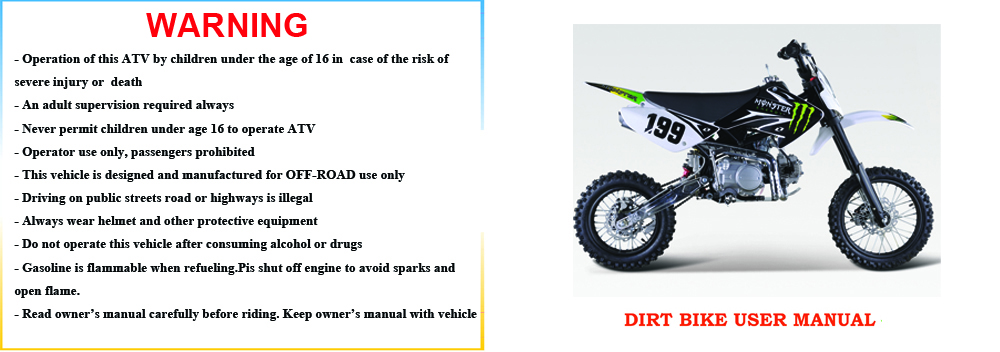 WARNING
- Operation of this ATV by children under the age of 16 in case of the risk of
severe injury or death
- An adult supervision required always
- Never permit children under age 16 to operate ATV
- Operator use only, passengers prohibited
- This vehicle is designed and manufactured for OFF-ROAD use only
- Driving on public streets road or highways is illegal
- Always wear helmet and other protective equipment
- Do not operate this vehicle after consuming alcohol or drugs
- Gasoline is flammable when refueling.Pis shut off engine to avoid sparks and
open flame.
- Read owner's manual carefully before riding. Keep owner's manual with vehicle
MONSTER
199
DIRT BIKE USER MANUAL